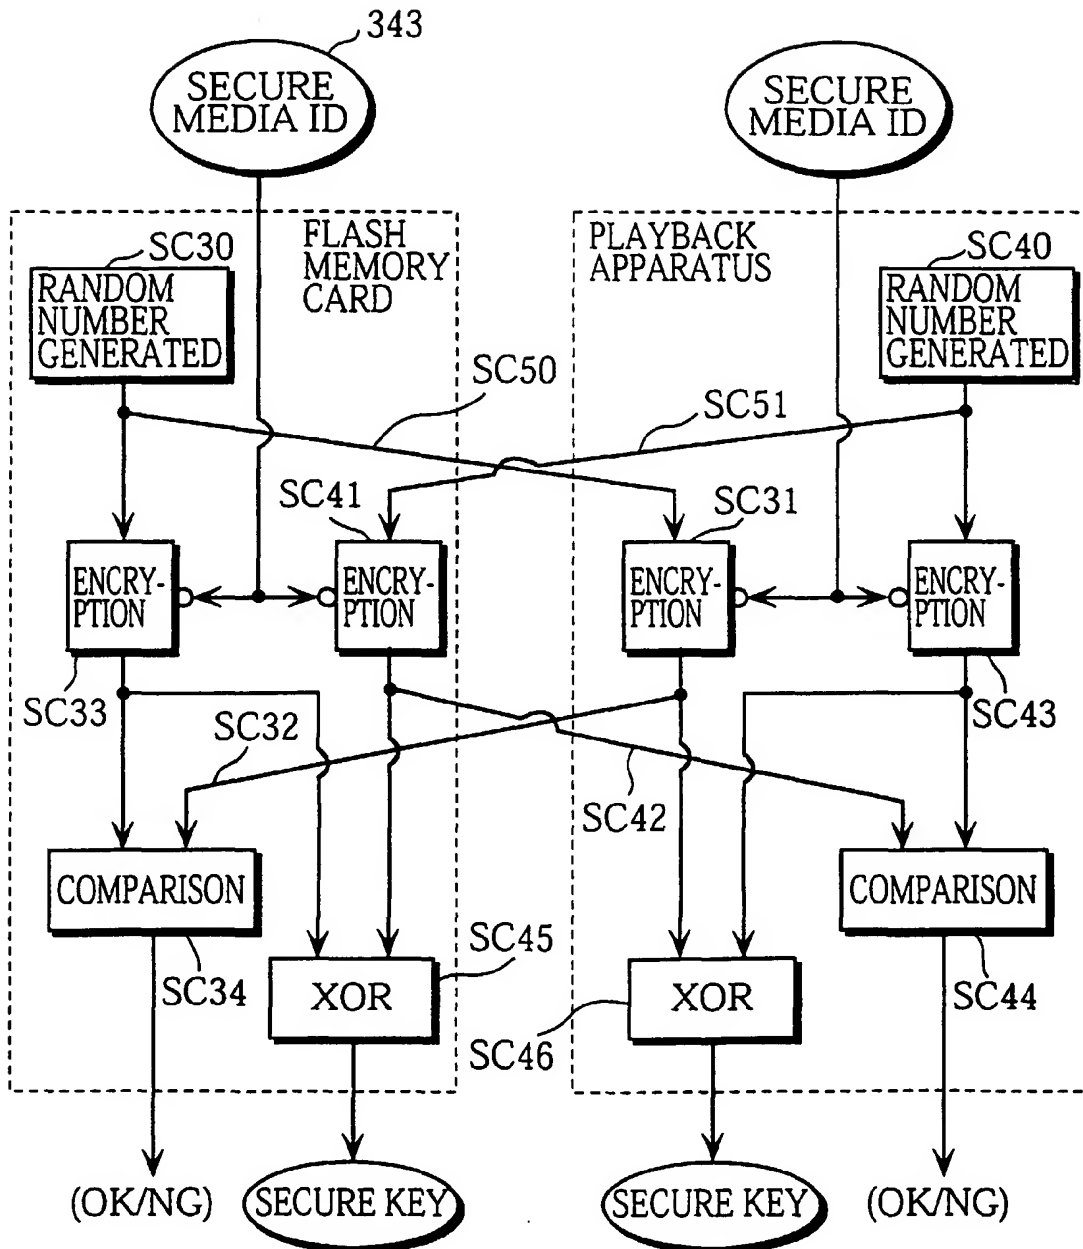 343
SECURE
MEDIA ID
SECURE
MEDIA ID
SC30
FLASH
MEMORY
CARD
PLAYBACK
APPARATUS
SC40
RANDOM
NUMBER
GENERATED
RANDOM
NUMBER
GENERATED
SC50
SC51
SC41
SC31
ENCRY-
PTION
ENCRY-
PTION
ENCRY-
PTION
ENCRY-
PTION
SC33
SC32
SC42
SC43
COMPARISON
COMPARISON
SC34
SC45
XOR
XOR
SC46
SC44
(OK/NG)
SECURE KEY
SECURE KEY
(OK/NG)